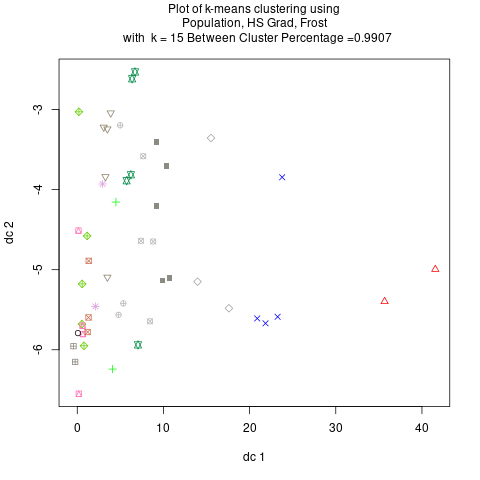 Plot of k-means clustering using
Population, HS Grad, Frost
with k = 15 Between Cluster Percentage =0.9907
-3
-4
-5
-6
dc 2
0 10 20 30 40
dc 1